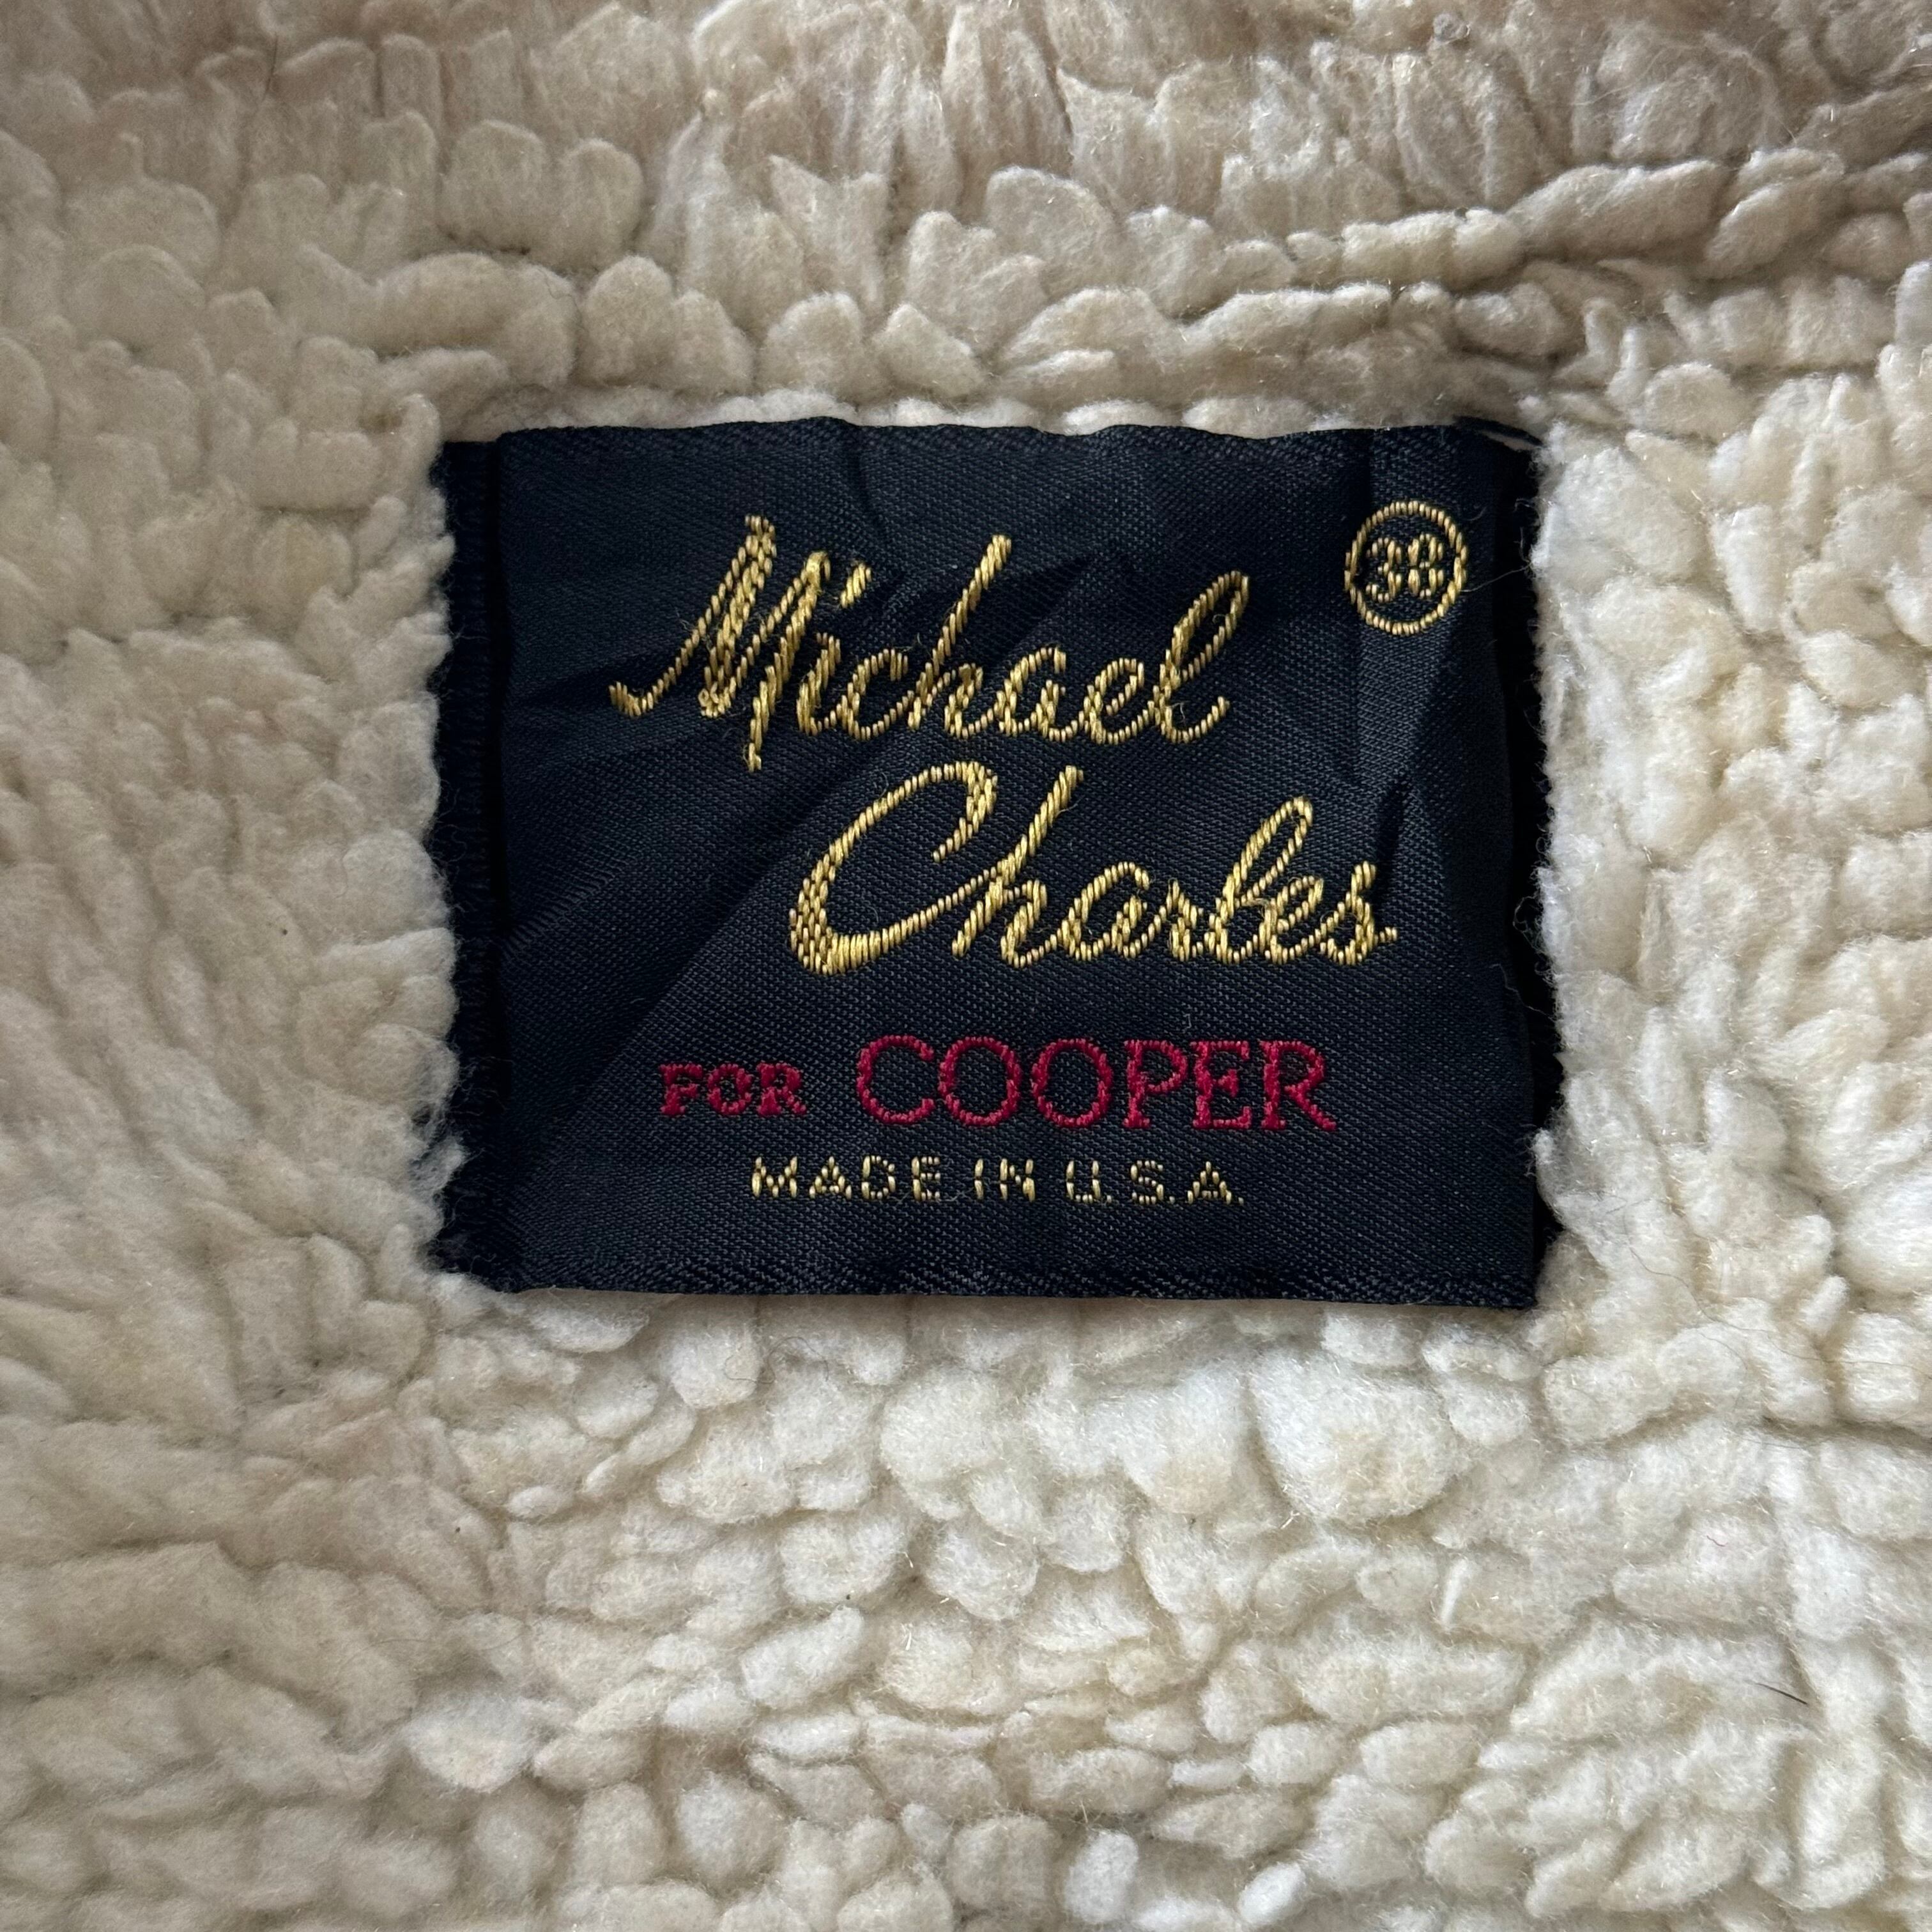 38
Michael
Charles
FOR COOPER
MADE IN U.S.A.